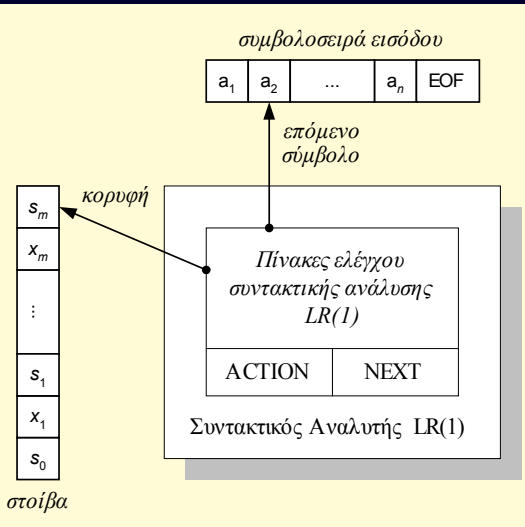 συμβολοσειρά εισόδου
a1 a2 ... an EOF
επόμενο
σύμβολο
κορυφή
sm
xm
⋮
s1
x1
s0
στοίβα
Πίνακες ελέγχου
συντακτικής ανάλυσης
LR(1)
ACTION NEXT
Συντακτικός Αναλυτής LR(1)